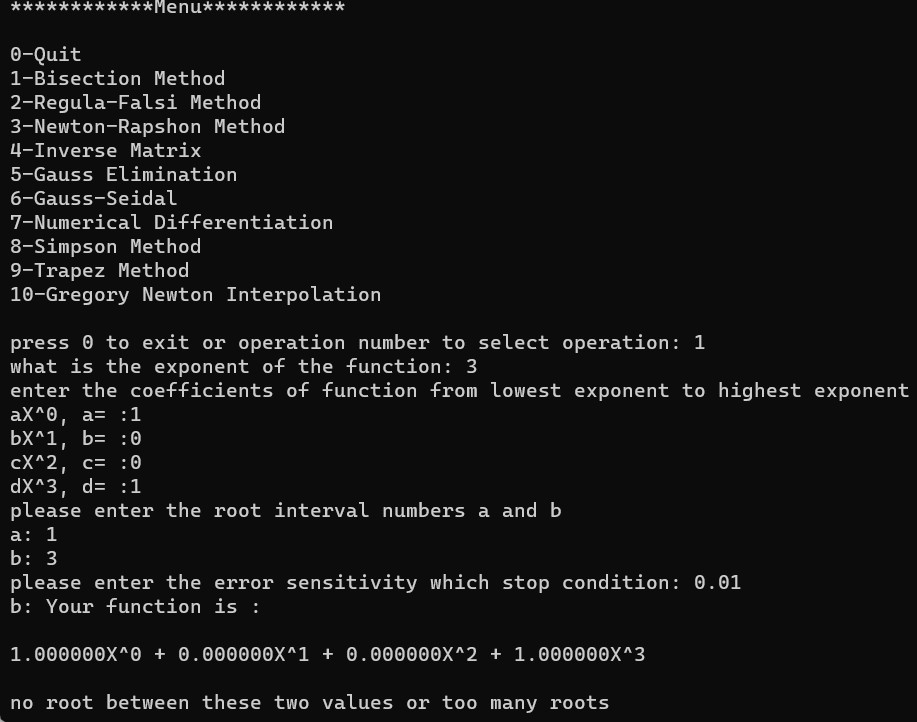 ************Menu************
0-Quit
1-Bisection Method
2-Regula-Falsi Method
3-Newton-Rapshon Method
4-Inverse Matrix
5-Gauss Elimination
6-Gauss-Seidal
7-Numerical Differentiation
8-Simpson Method
9-Trapez Method
10-Gregory Newton Interpolation
press 0 to exit or operation number to select operation: 1
what is the exponent of the function: 3
enter the coefficients of function from lowest exponent to highest exponent
aX^0, a= :1
bX^1, b= :0
cX^2, c= :0
dX^3, d= :1
please enter the root interval numbers a and b
a: 1
b: 3
please enter the error sensitivity which stop condition: 0.01
b: Your function is :
1.000000X^0 + 0.000000X^1 + 0.000000X^2 + 1.000000X^3
no root between these two values or too many roots